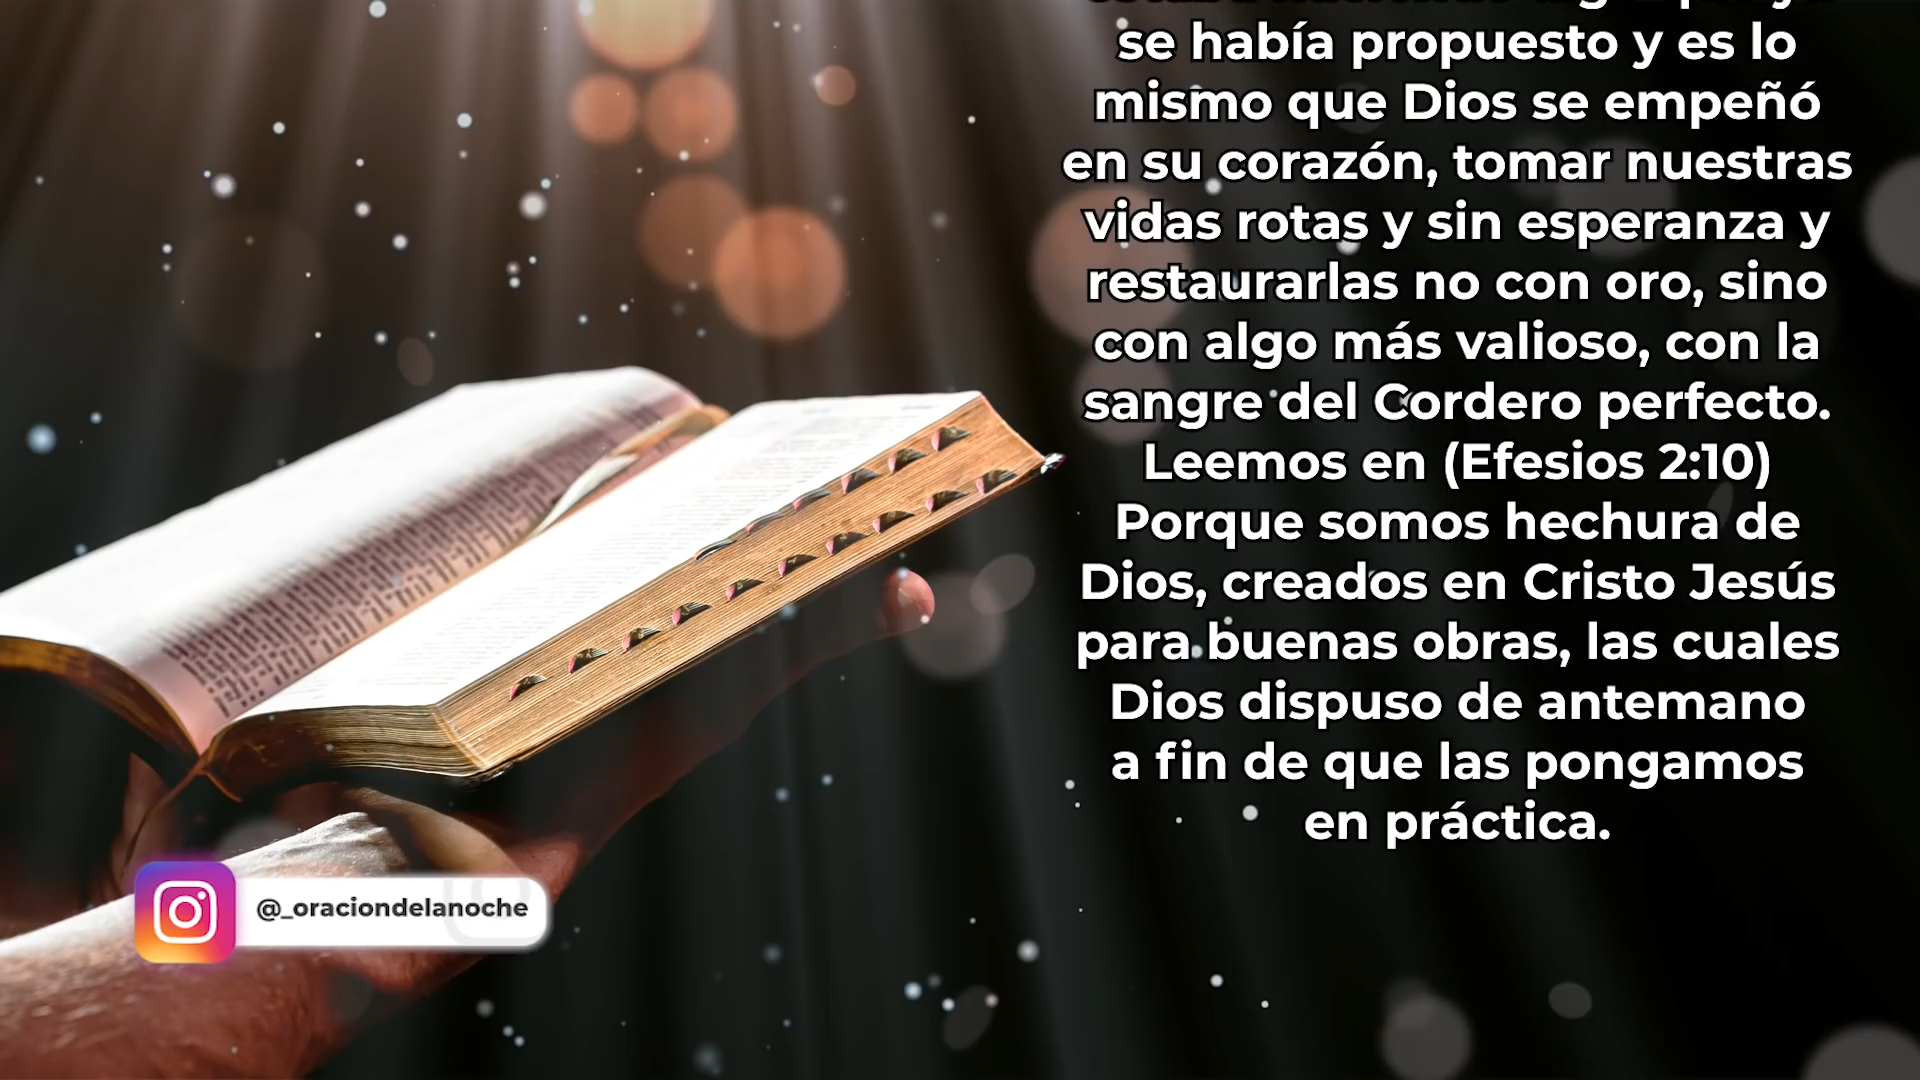 se había propuesto y es lo
mismo que Dios se empeñó
en su corazón, tomar nuestras
vidas rotas y sin esperanza y
restaurarlas no con oro, sino
con algo más valioso, con la
sangre del Cordero perfecto.
Leemos en (Efesios 2:10)
Porque somos hechura de
Dios, creados en Cristo Jesús
para buenas obras, las cuales
Dios dispuso de antemano
a fin de que las pongamos
en práctica.
@_oraciondelanoche